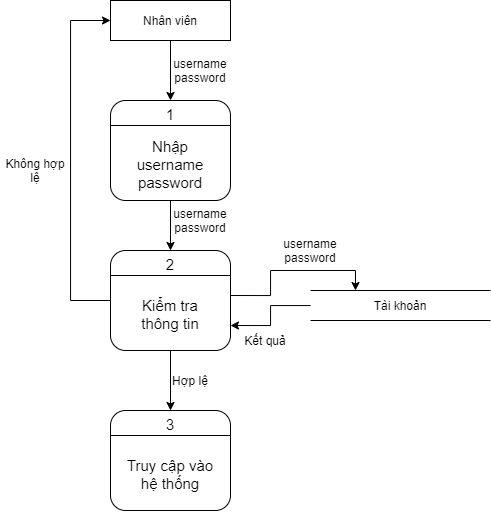 Nhân viên
username
password
1
Nhập
username
password
Không hợp
lệ
username
password
2
Kiểm tra
thông tin
username
password
Tài khoản
Kết quả
Hợp lệ
3
Truy cập vào
hệ thống